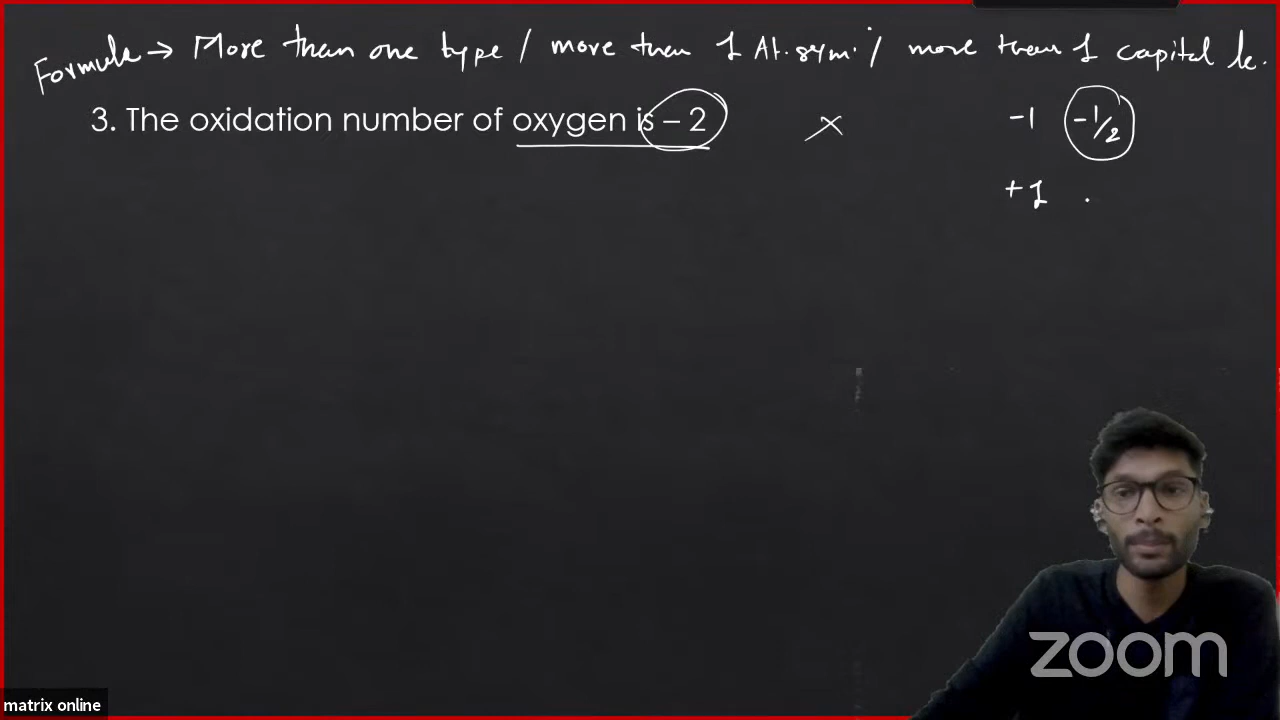 Formula → More than one type / more than 1 At. sym. / more than 1 capital le.
3. The oxidation number of oxygen is – 2 × -1 -1/2
+1 .
zoom
matrix online